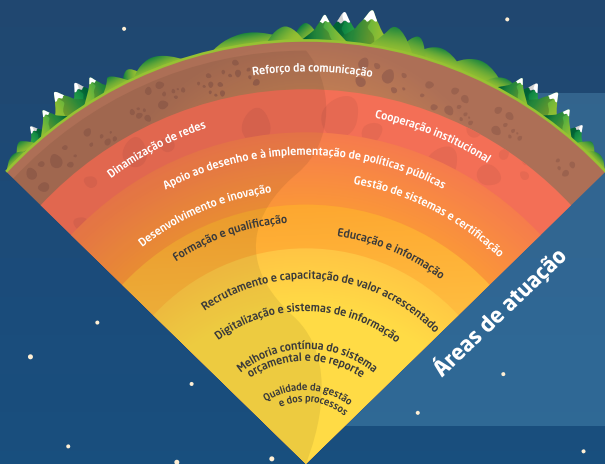 Reforço da comunicação
Dinamização de redes
Cooperação institucional
Apoio ao desenho e à implementação de políticas públicas
Desenvolvimento e inovação
Gestão de sistemas e certificação
Formação e qualificação
Educação e informação
Recrutamento e capacitação de valor acrescentado
Digitalização e sistemas de informação
Melhoria contínua do sistema
orçamental e de reporte
Qualidade da gestão
e dos processos
Áreas de atuação